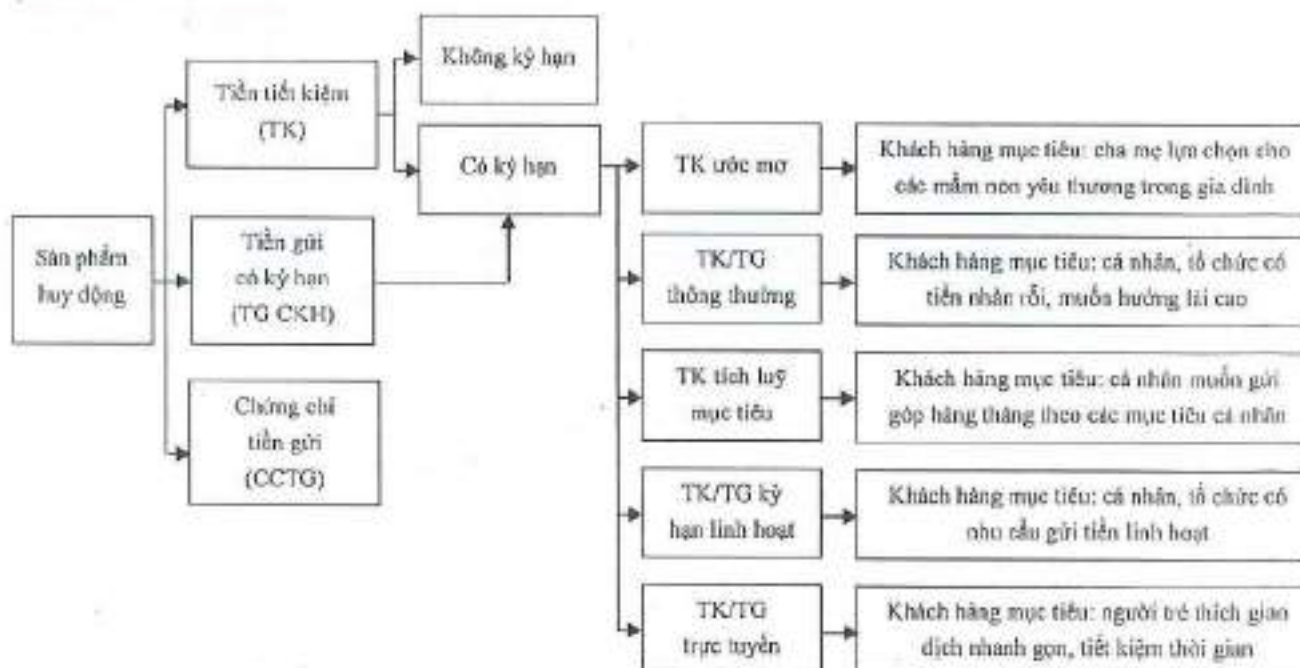 Không kỳ hạn
Tiền tiết kiệm
(TK)
Có kỳ hạn
TK ước mơ
Khách hàng mục tiêu: cha mẹ lựa chọn cho
các mầm non yêu thương trong gia đình
Sản phẩm
huy động
Tiền gửi
có kỳ hạn
(TG CKH)
TK/TG
thông thường
Khách hàng mục tiêu: cá nhân, tổ chức có
tiền nhàn rỗi, muốn hưởng lãi cao
TK tích luỹ
mục tiêu
Khách hàng mục tiêu: cá nhân muốn gửi
góp hàng tháng theo các mục tiêu cá nhân
Chứng chỉ
tiền gửi
(CCTG)
TK/TG kỳ
hạn linh hoạt
Khách hàng mục tiêu: cá nhân, tổ chức có
nhu cầu gửi tiền linh hoạt
TK/TG
trực tuyến
Khách hàng mục tiêu: người trẻ thích giao
dịch nhanh gọn, tiết kiệm thời gian